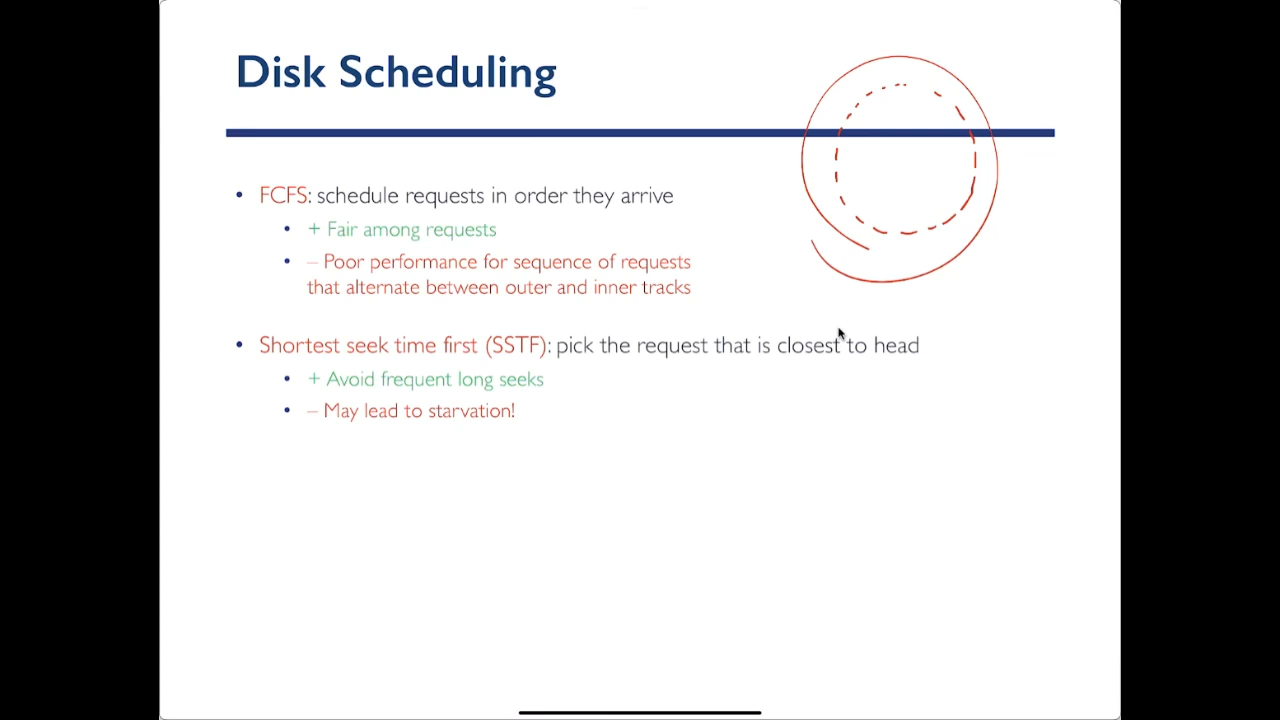 Disk Scheduling
• FCFS: schedule requests in order they arrive
• + Fair among requests
• – Poor performance for sequence of requests
that alternate between outer and inner tracks
• Shortest seek time first (SSTF): pick the request that is closest to head
• + Avoid frequent long seeks
• – May lead to starvation!